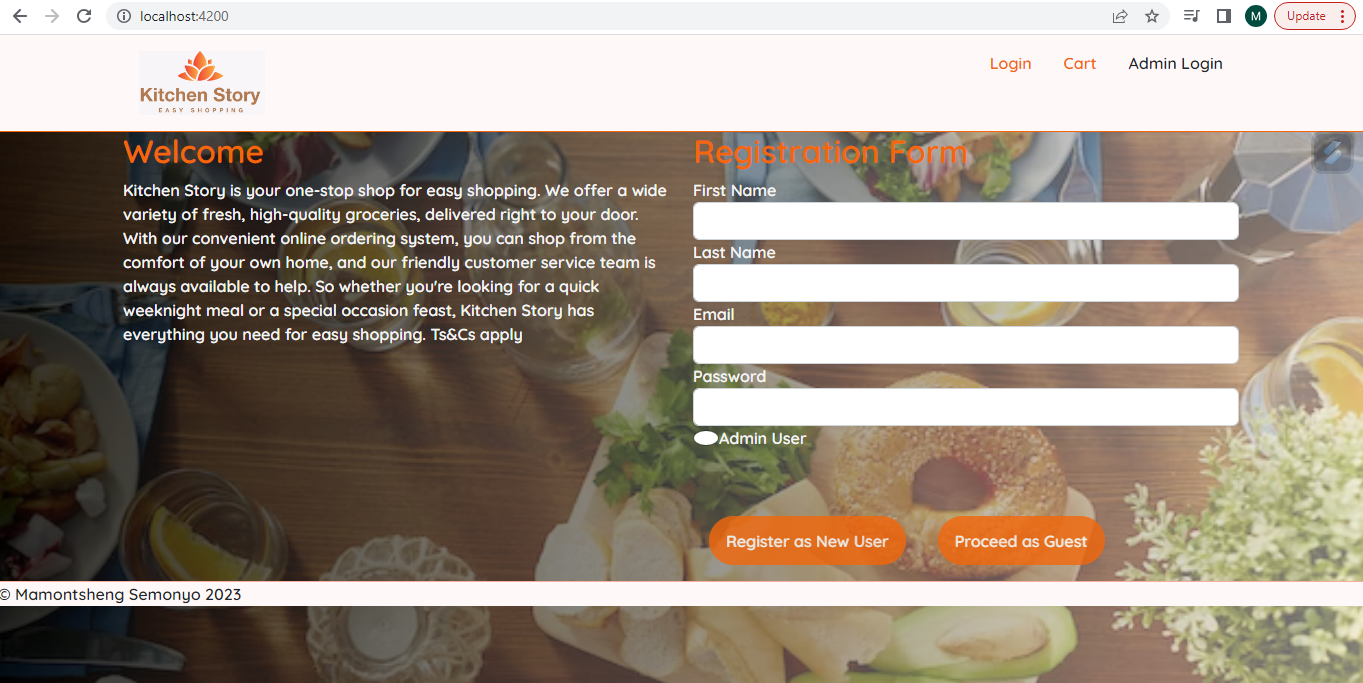 localhost:4200
M
Update
Kitchen Story
EASY SHOPPING
Login
Cart
Admin Login
Welcome
Kitchen Story is your one-stop shop for easy shopping. We offer a wide
variety of fresh, high-quality groceries, delivered right to your door.
With our convenient online ordering system, you can shop from the
comfort of your own home, and our friendly customer service team is
always available to help. So whether you're looking for a quick
weeknight meal or a special occasion feast, Kitchen Story has
everything you need for easy shopping. Ts&Cs apply
Registration Form
First Name
Last Name
Email
Password
Admin User
Register as New User
Proceed as Guest
© Mamontsheng Semonyo 2023